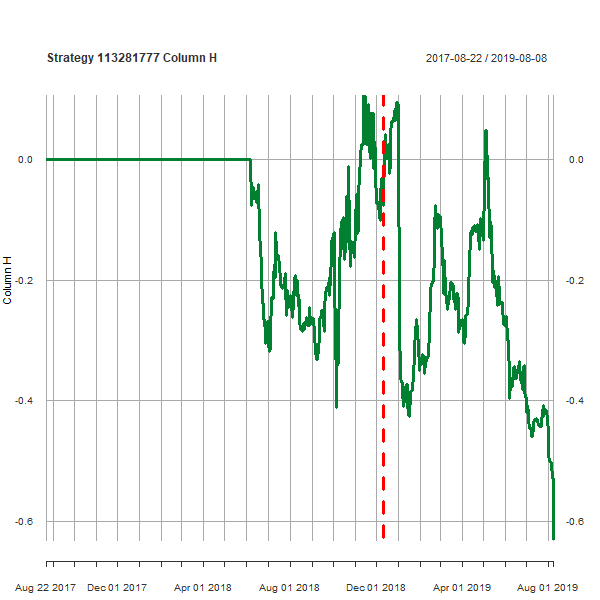 Strategy 113281777 Column H 2017-08-22 / 2019-08-08
0.0 0.0
-0.2 -0.2
Column H
-0.4 -0.4
-0.6 -0.6
Aug 22 2017 Dec 01 2017 Apr 01 2018 Aug 01 2018 Dec 01 2018 Apr 01 2019 Aug 01 2019